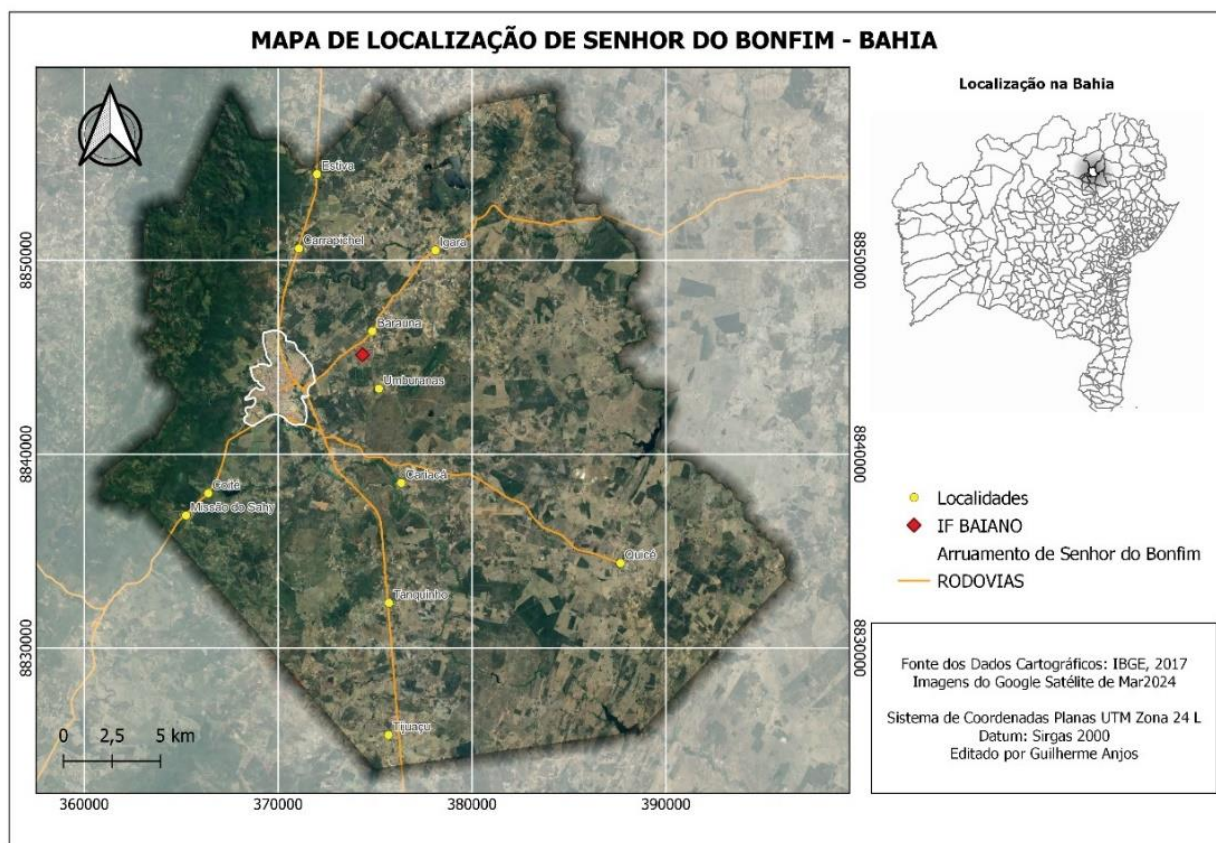 MAPA DE LOCALIZAÇÃO DE SENHOR DO BONFIM - BAHIA
Localização na Bahia
Estiva
Carrapichel
Igara
8850000
8850000
Barauna
Umburanas
8840000
8840000
Cariacá
Coité
Missão do Sahy
Quicé
Tanquinho
8830000
8830000
Tijuaçu
0 2,5 5 km
360000 370000 380000 390000
Localidades
IF BAIANO
Arruamento de Senhor do Bonfim
RODOVIAS
Fonte dos Dados Cartográficos: IBGE, 2017
Imagens do Google Satélite de Mar2024
Sistema de Coordenadas Planas UTM Zona 24 L
Datum: Sirgas 2000
Editado por Guilherme Anjos